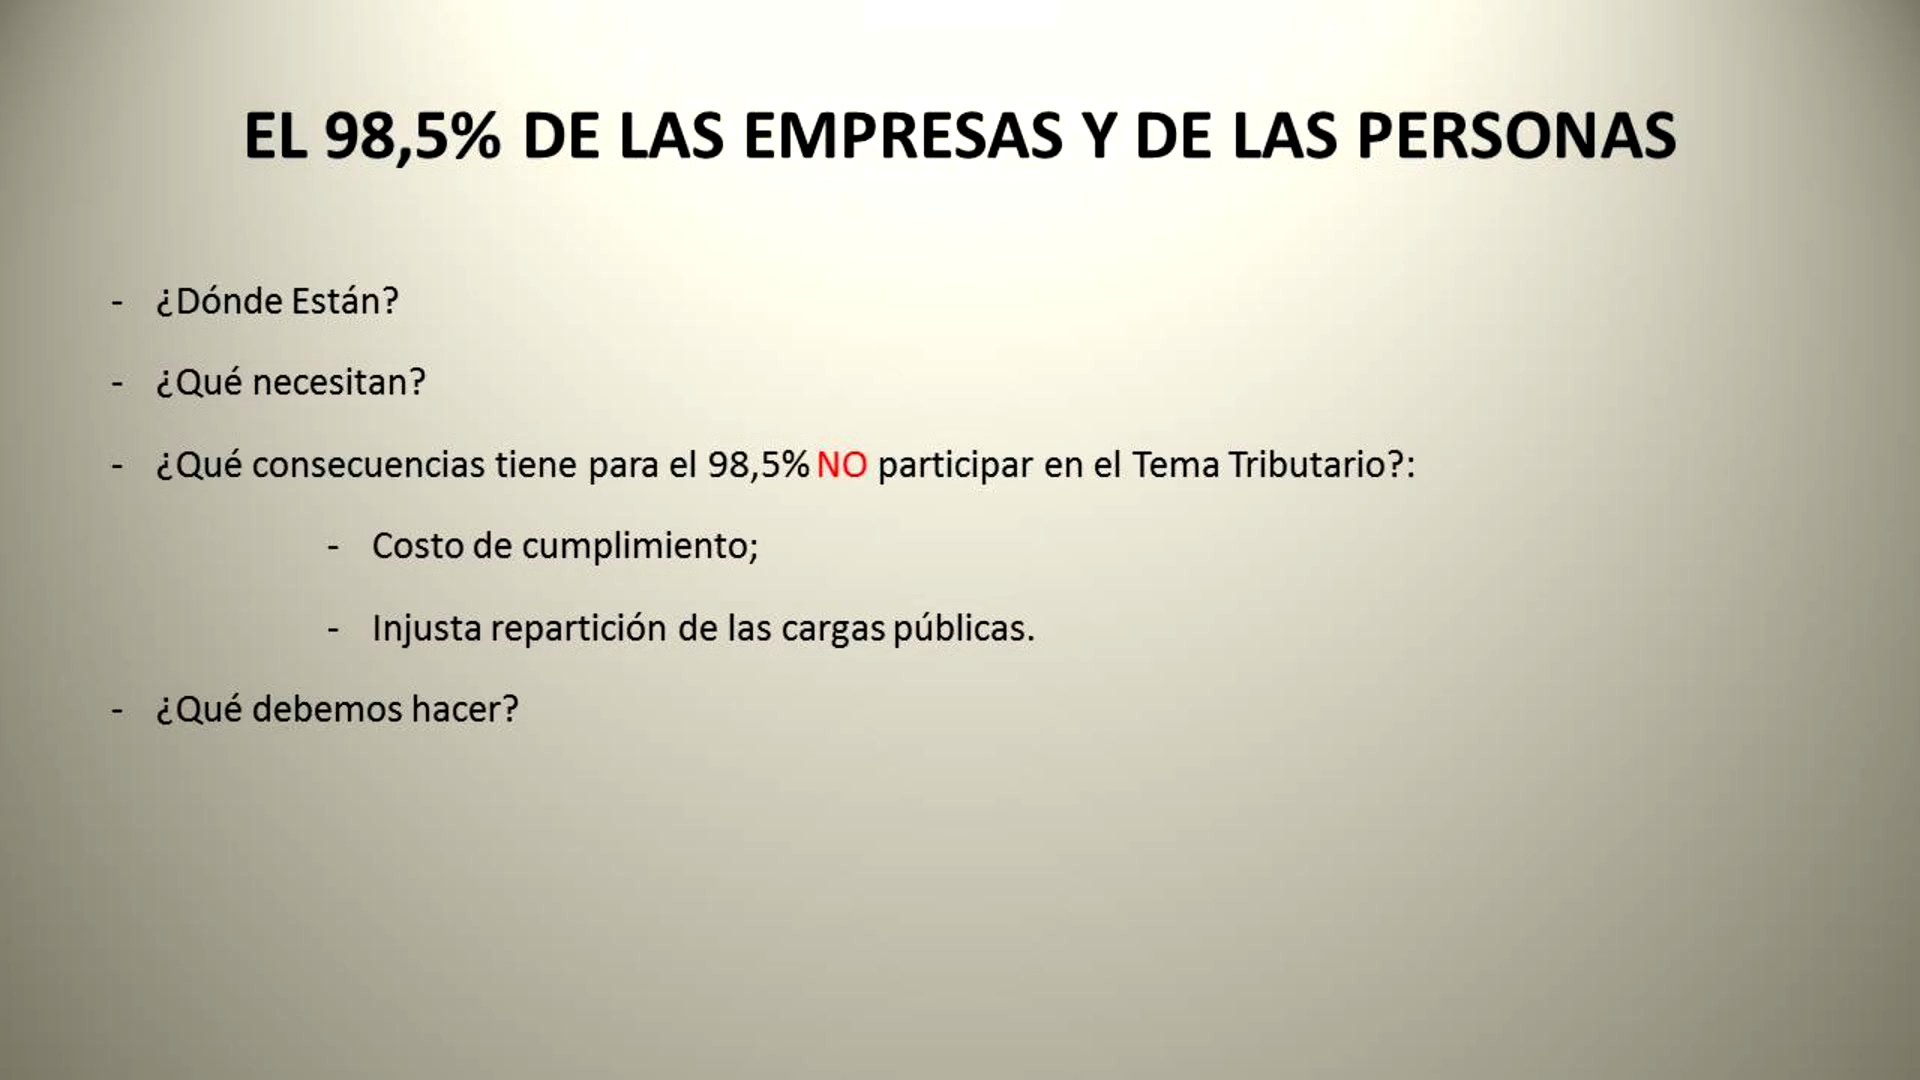 EL 98,5% DE LAS EMPRESAS Y DE LAS PERSONAS
- ¿Dónde Están?
- ¿Qué necesitan?
- ¿Qué consecuencias tiene para el 98,5% NO participar en el Tema Tributario?:
- Costo de cumplimiento;
- Injusta repartición de las cargas públicas.
- ¿Qué debemos hacer?